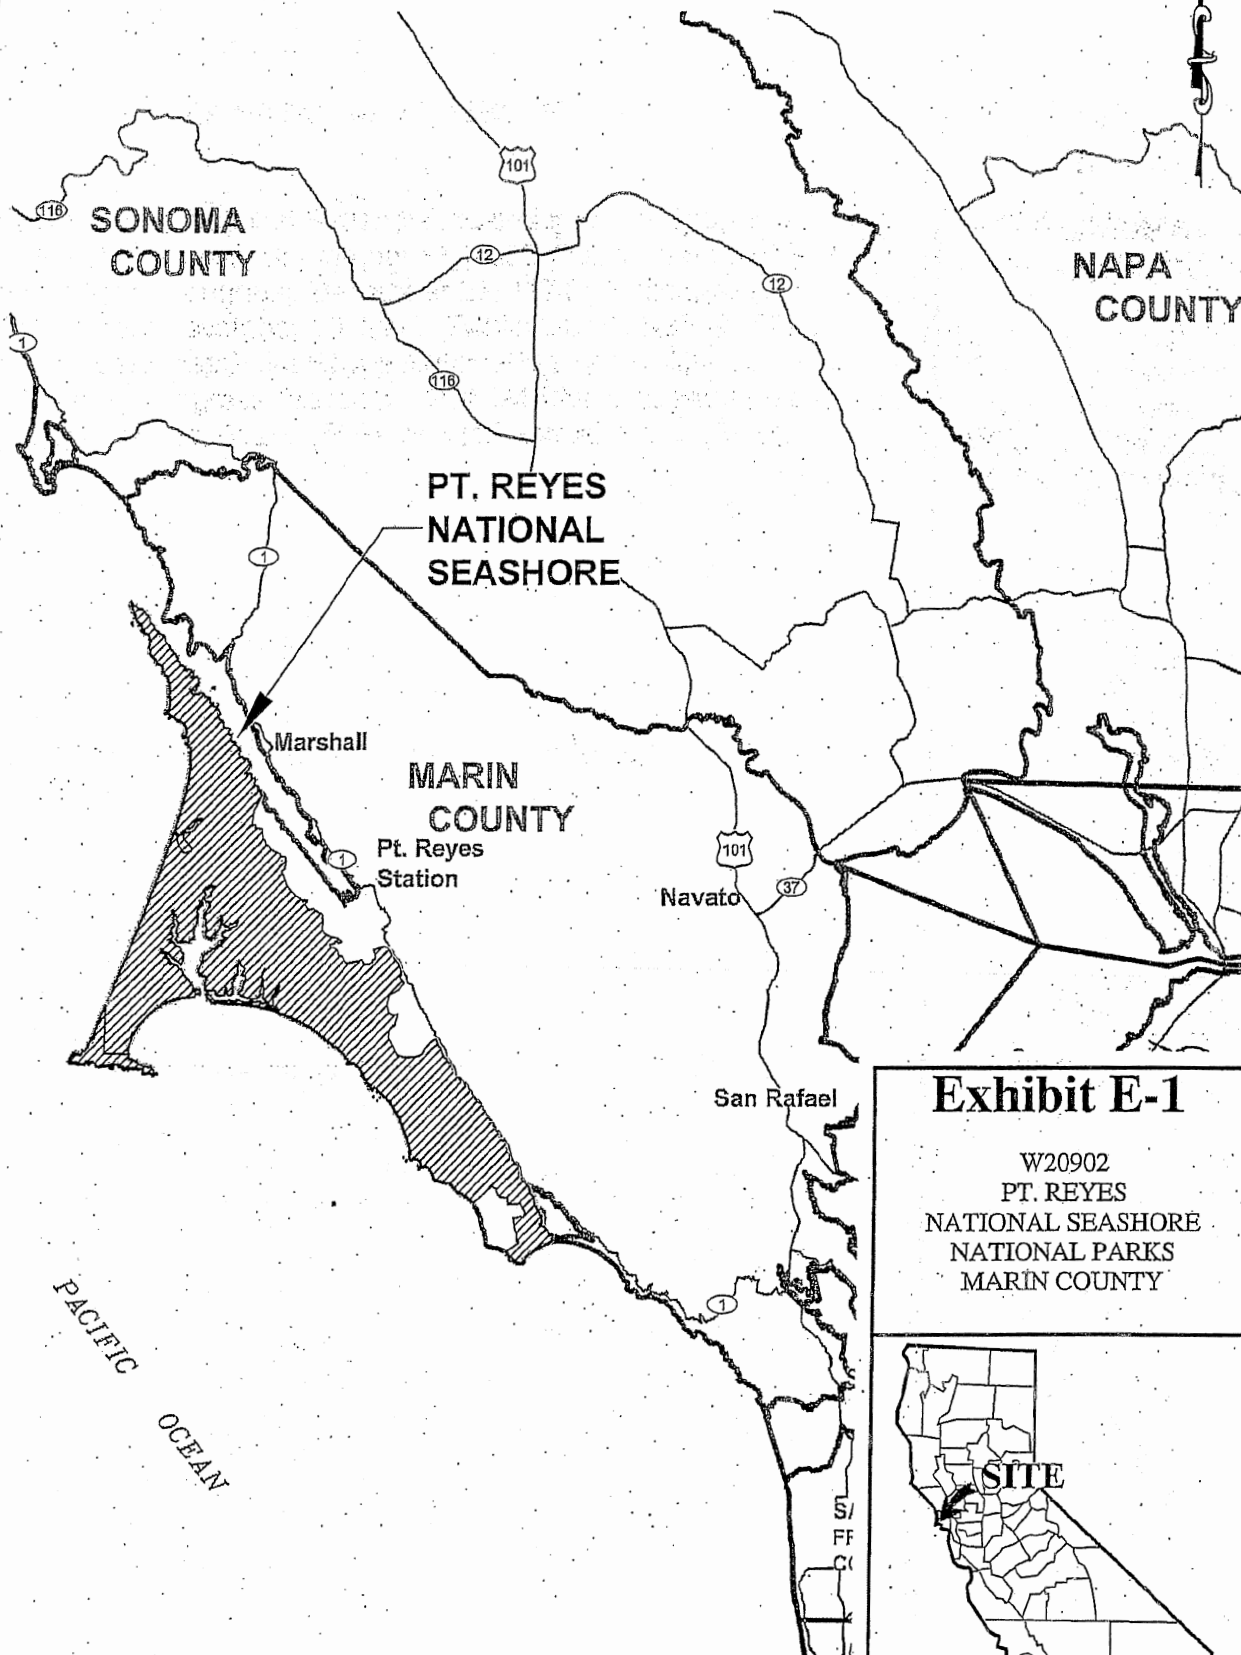 101
116
SONOMA
COUNTY
12
12
NAPA
COUNTY
1
116
PT. REYES
NATIONAL
SEASHORE
1
Marshall
MARIN
COUNTY
Pt. Reyes
Station
1
101
Navato
37
San Rafael
Exhibit E-1
W20902
PT. REYES
NATIONAL SEASHORE
NATIONAL PARKS
MARIN COUNTY
PACIFIC
OCEAN
1
SITE